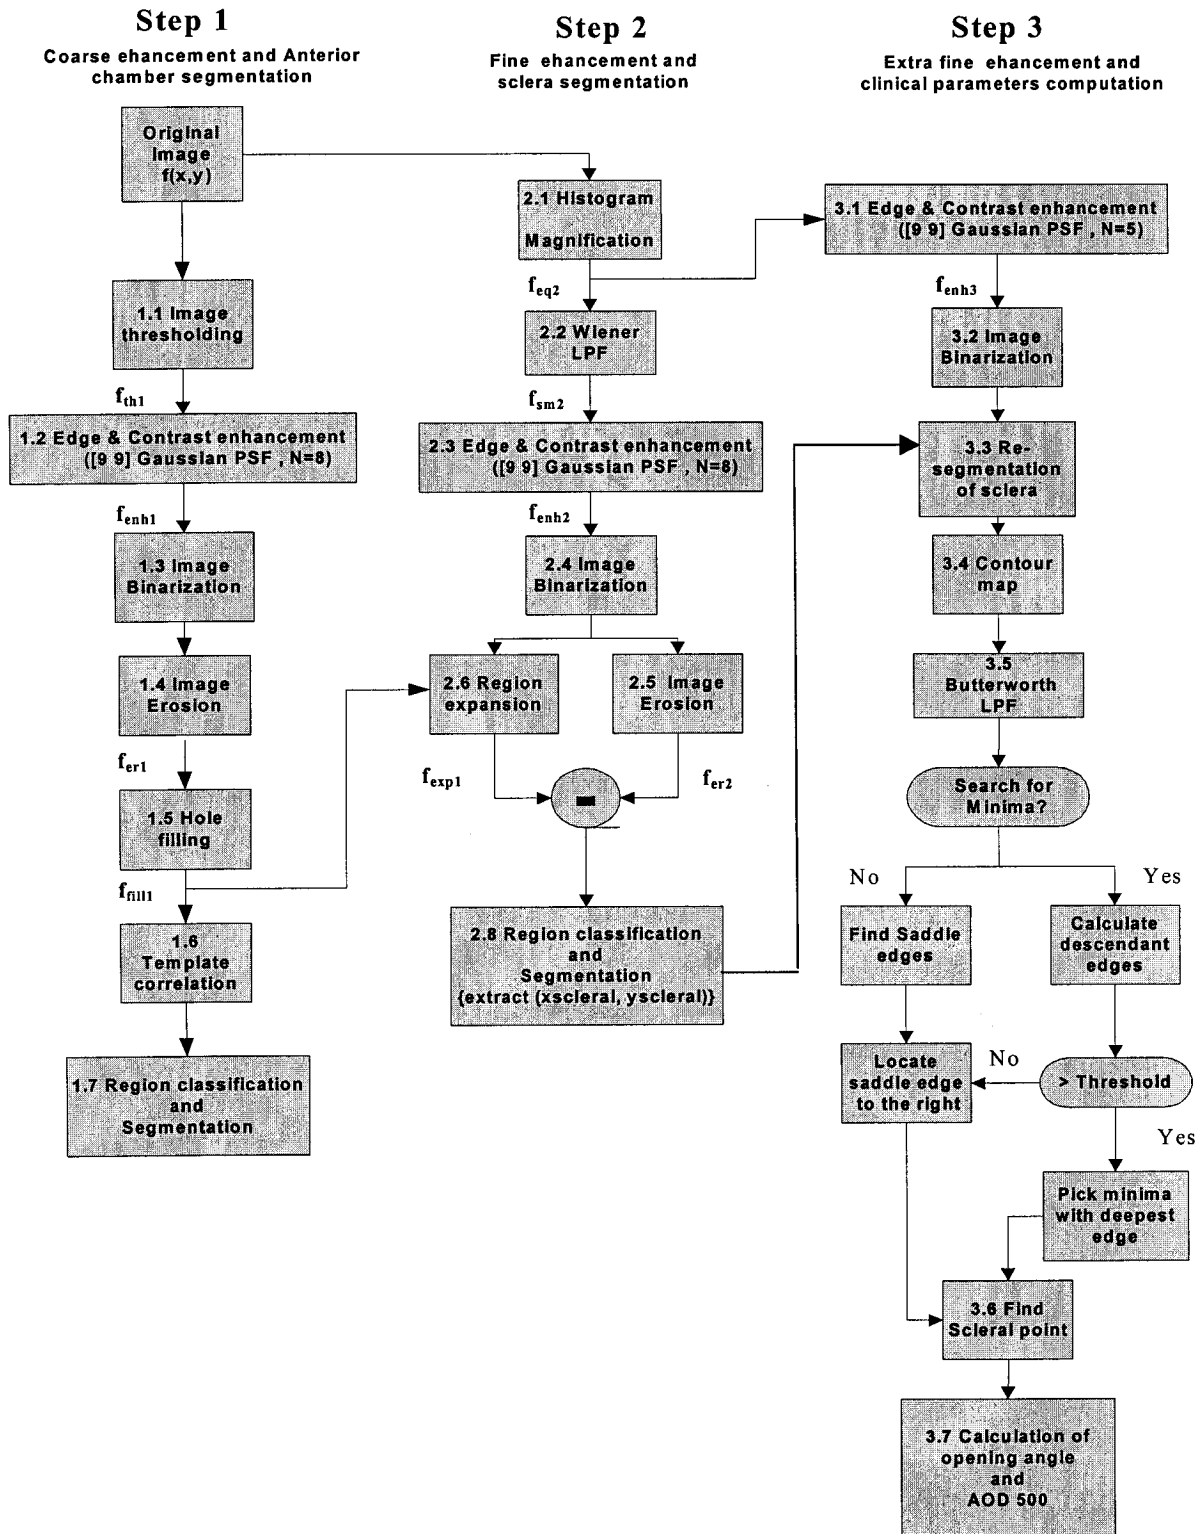 Step 1
Coarse ehancement and Anterior
chamber segmentation
Original
Image
f(x,y)
1.1 Image
thresholding
fth1
1.2 Edge & Contrast enhancement
([9 9] Gaussian PSF , N=8)
fenh1
1.3 Image
Binarization
1.4 Image
Erosion
fer1
1.5 Hole
filling
ffill1
1.6
Template
correlation
1.7 Region classification
and
Segmentation
Step 2
Fine ehancement and
sclera segmentation
2.1 Histogram
Magnification
feq2
2.2 Wiener
LPF
fsm2
2.3 Edge & Contrast enhancement
([9 9] Gaussian PSF , N=8)
fenh2
2.4 Image
Binarization
2.6 Region
expansion
2.5 Image
Erosion
fexp1
fer2
-
2.8 Region classification
and
Segmentation
{extract (xscleral, yscleral)}
Step 3
Extra fine ehancement and
clinical parameters computation
3.1 Edge & Contrast enhancement
([9 9] Gaussian PSF , N=5)
fenh3
3.2 Image
Binarization
3.3 Re-
segmentation
of sclera
3.4 Contour
map
3.5
Butterworth
LPF
Search for
Minima?
No
Yes
Find Saddle
edges
Calculate
descendant
edges
Locate
saddle edge
to the right
No
> Threshold
Yes
Pick minima
with deepest
edge
3.6 Find
Scleral point
3.7 Calculation of
opening angle
and
AOD 500